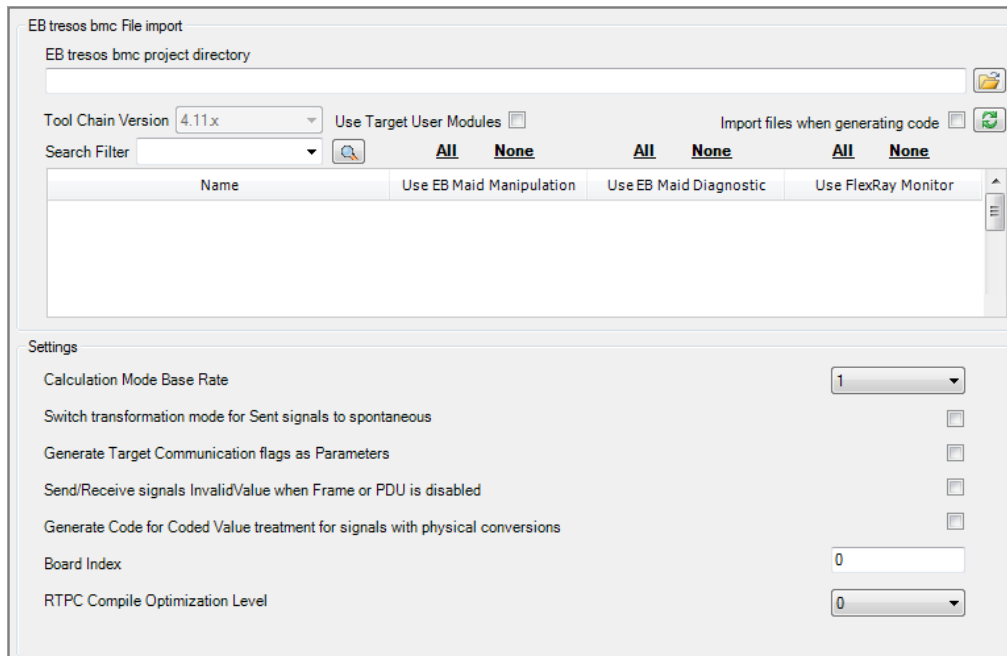 EB tresos bmc File import
EB tresos bmc project directory
Tool Chain Version 4.11.x Use Target User Modules Import files when generating code
Search Filter All None All None All None
Name Use EB Maid Manipulation Use EB Maid Diagnostic Use FlexRay Monitor
Settings
Calculation Mode Base Rate 1
Switch transformation mode for Sent signals to spontaneous
Generate Target Communication flags as Parameters
Send/Receive signals InvalidValue when Frame or PDU is disabled
Generate Code for Coded Value treatment for signals with physical conversions
Board Index 0
RTPC Compile Optimization Level 0